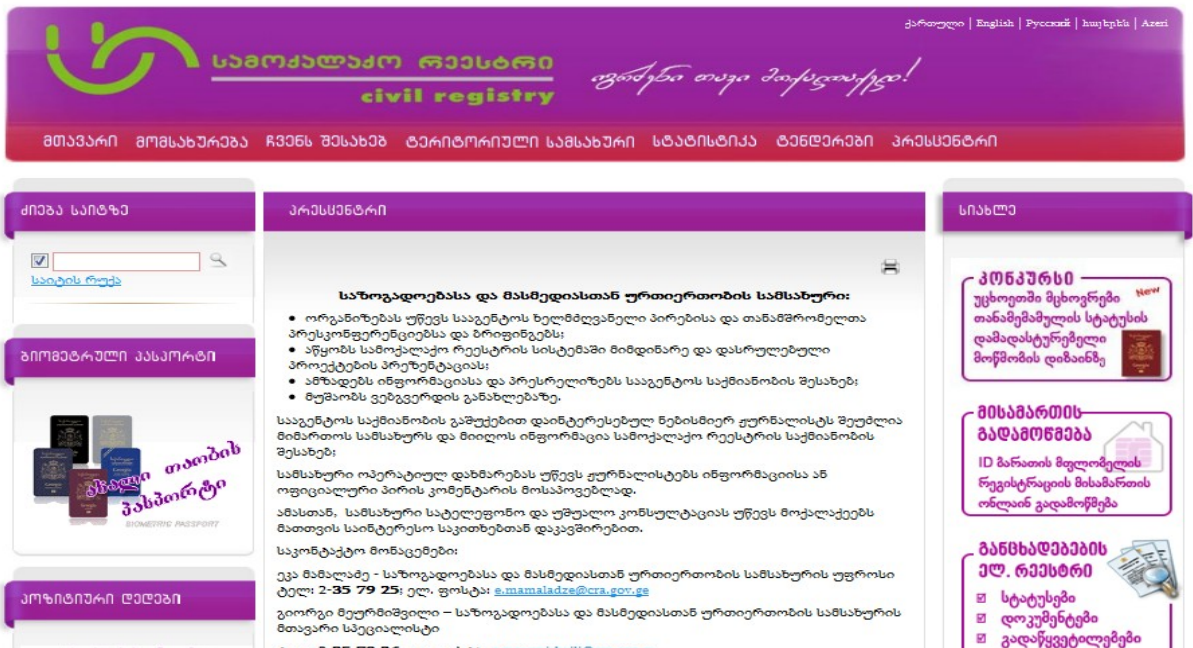 ქართული | English | Русский | հայերեն | Azeri
სამოქალაქო რეესტრი
civil registry
იგრძენი თავი მოქალაქედ!
მთავარი მომსახურება ჩვენს შესახებ ტერიტორიული სამსახური სტატისტიკა ტენდერები პრესცენტრი
ძიება საიტზე
საიტის რუქა
ბიომეტრული პასპორტი
ახალი თაობის
პასპორტი
BIOMETRIC PASSPORT
პოზიტიური დედები
პრესცენტრი
საზოგადოებასა და მასმედიასთან ურთიერთობის სამსახური:
• ორგანიზებას უწევს სააგენტოს ხელმძღვანელი პირებისა და თანამშრომელთა
პრესკონფერენციებსა და ბრიფინგებს;
• აწყობს სამოქალაქო რეესტრის სისტემაში მიმდინარე და დასრულებული
პროექტების პრეზენტაციას;
• ამზადებს ინფორმაციასა და პრესრელიზებს სააგენტოს საქმიანობის შესახებ;
• მუშაობს ვებგვერდის განახლებაზე.
სააგენტოს საქმიანობის გაშუქებით დაინტერესებულ ნებისმიერ ჟურნალისტს შეუძლია
მიმართოს სამსახურს და მიიღოს ინფორმაცია სამოქალაქო რეესტრის საქმიანობის
შესახებ;
სამსახური ოპერატიულ დახმარებას უწევს ჟურნალისტებს ინფორმაციისა ან
ოფიციალური პირის კომენტარის მოსაპოვებლად.
ამასთან, სამსახური სატელეფონო და უშუალო კონსულტაციას უწევს მოქალაქეებს
მათთვის საინტერესო საკითხებთან დაკავშირებით.
საკონტაქტო მონაცემები:
ეკა მამალაძე - საზოგადოებასა და მასმედიასთან ურთიერთობის სამსახურის უფროსი
ტელ: 2-35 79 25; ელ. ფოსტა: e.mamaladze@cra.gov.ge
გიორგი მეურმიშვილი – საზოგადოებასა და მასმედიასთან ურთიერთობის სამსახურის
მთავარი სპეციალისტი
სიახლე
კონკურსი
New
უცხოეთში მცხოვრები
თანამემამულის სტატუსის
დამადასტურებელი
მოწმობის დიზაინზე
მისამართის
გადამოწმება
ID ბარათის მფლობელის
რეგისტრაციის მისამართის
ონლაინ გადამოწმება
განცხადებების
ელ. რეესტრი
სტატუსები
დოკუმენტები
გადაწყვეტილებები